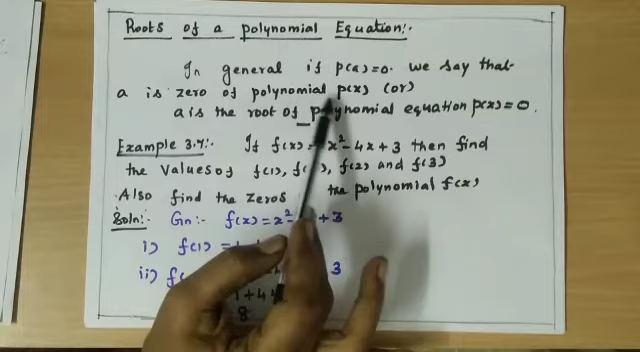 Roots of a polynomial Equation:-
In general if p(a)=0. we say that
a is zero of polynomial p(x) (or)
a is the root of polynomial equation p(x)=0.
Example 3.7:- If f(x)= x²-4x+3 then find
the values of f(1), f( ), f(2) and f(3)
Also find the zeros the polynomial f(x)
Soln:- Gn:- f(x)=x²- +3
i) f(1) =
ii) f( 3
1+4
8